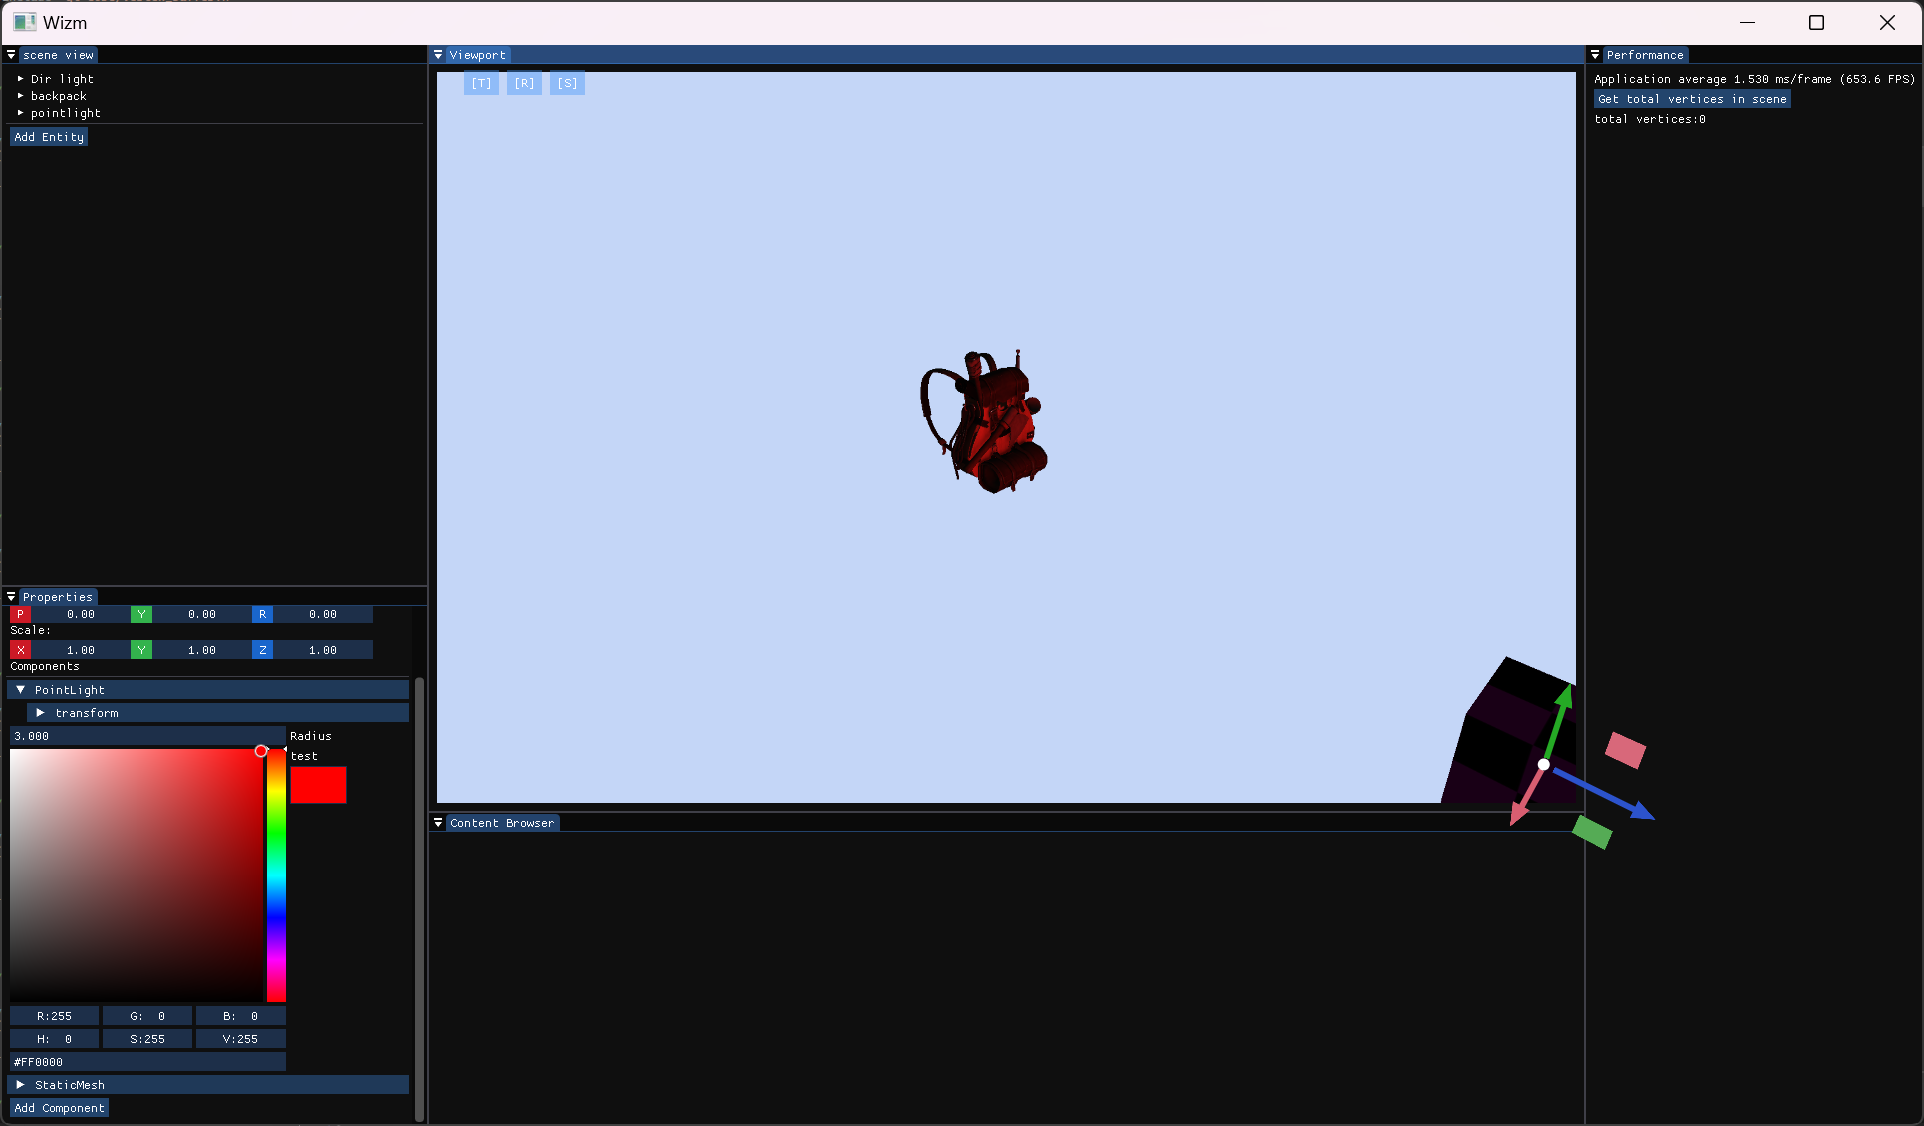 Wizm
scene view
Dir light
backpack
pointlight
Add Entity
Viewport
[T] [R] [S]
Performance
Application average 1.530 ms/frame (653.6 FPS)
Get total vertices in scene
total vertices:0
Properties
P 0.00 Y 0.00 R 0.00
Scale:
X 1.00 Y 1.00 Z 1.00
Components
PointLight
transform
3.000 Radius
test
R:255 G: 0 B: 0
H: 0 S:255 V:255
#FF0000
StaticMesh
Add Component
Content Browser